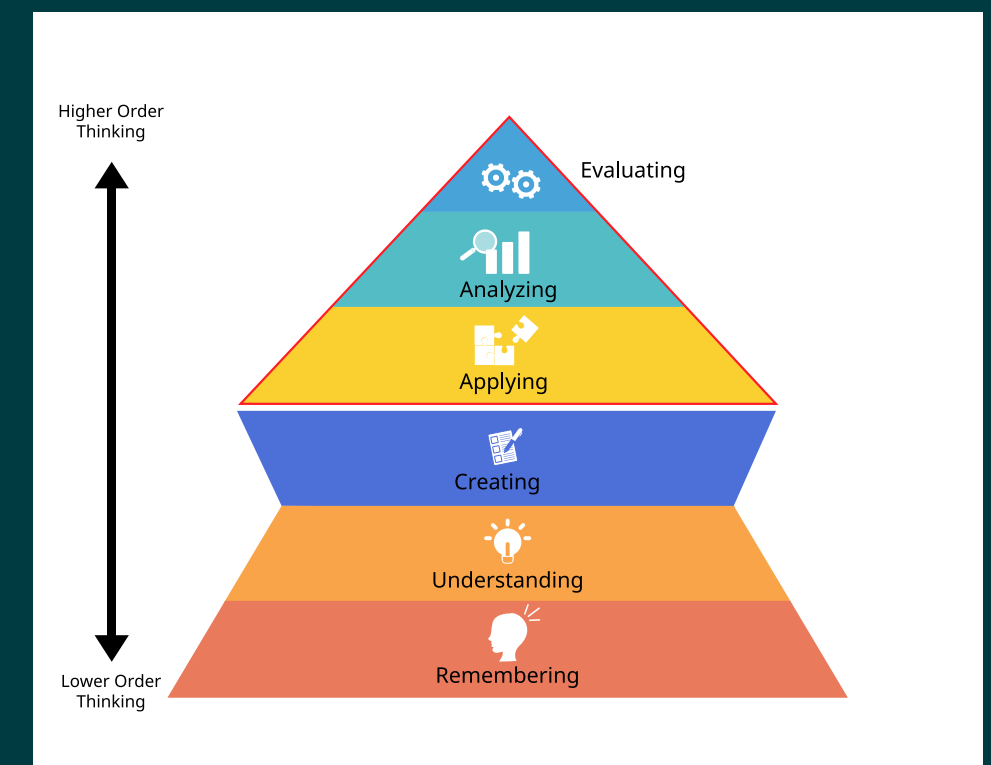 Higher Order
Thinking
Evaluating
Analyzing
Applying
Creating
Understanding
Remembering
Lower Order
Thinking